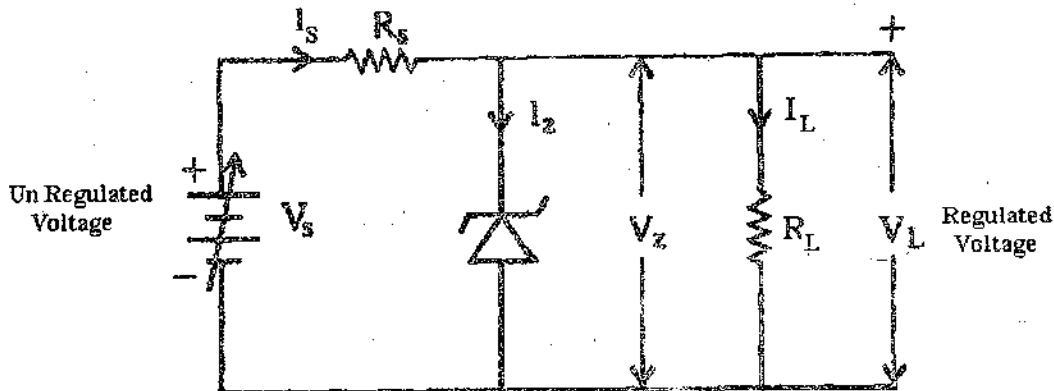 I_S
R_s
+
I_z
I_L
+
Un Regulated
Voltage
V_s
V_z
R_L
V_L
Regulated
Voltage
-